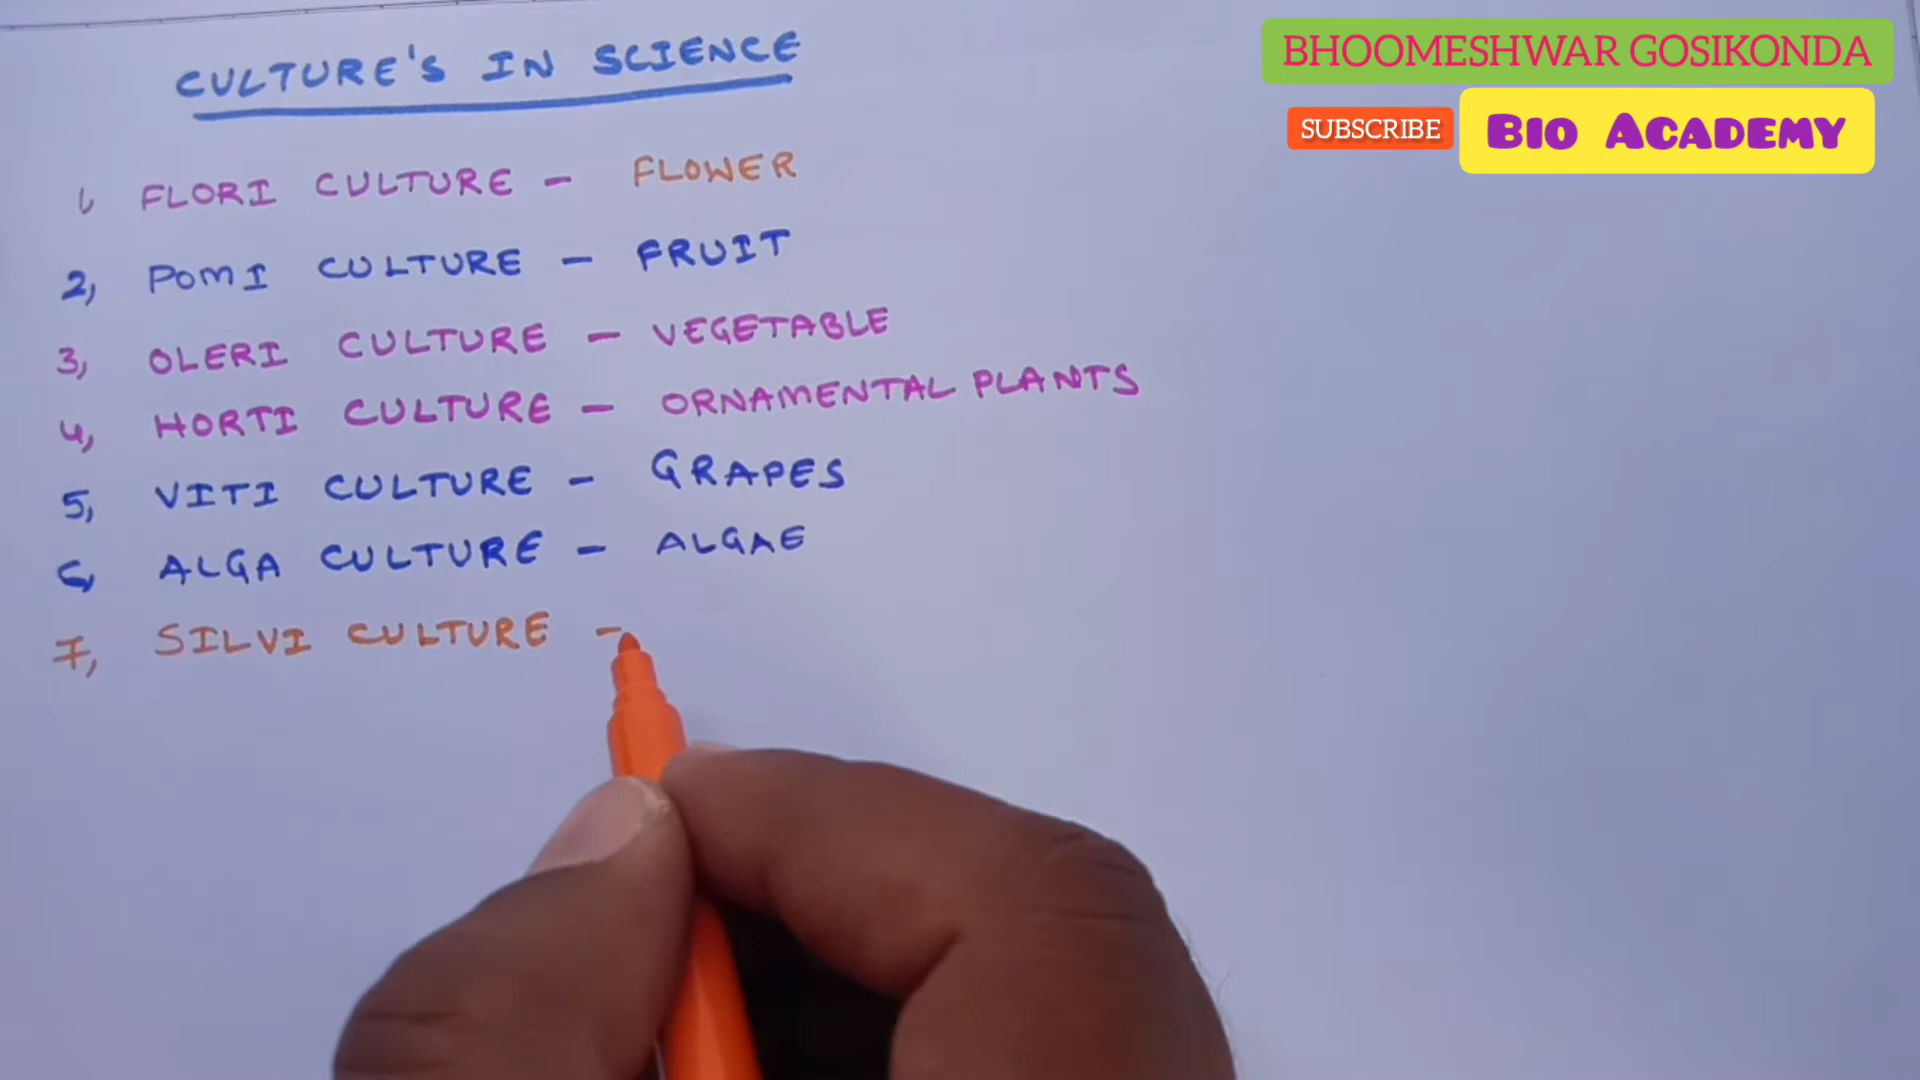 CULTURE'S IN SCIENCE
BHOOMESHWAR GOSIKONDA
SUBSCRIBE
BIO ACADEMY
1, FLORI CULTURE - FLOWER
2, POMI CULTURE - FRUIT
3, OLERI CULTURE - VEGETABLE
4, HORTI CULTURE - ORNAMENTAL PLANTS
5, VITI CULTURE - GRAPES
6, ALGA CULTURE - ALGAE
7, SILVI CULTURE -